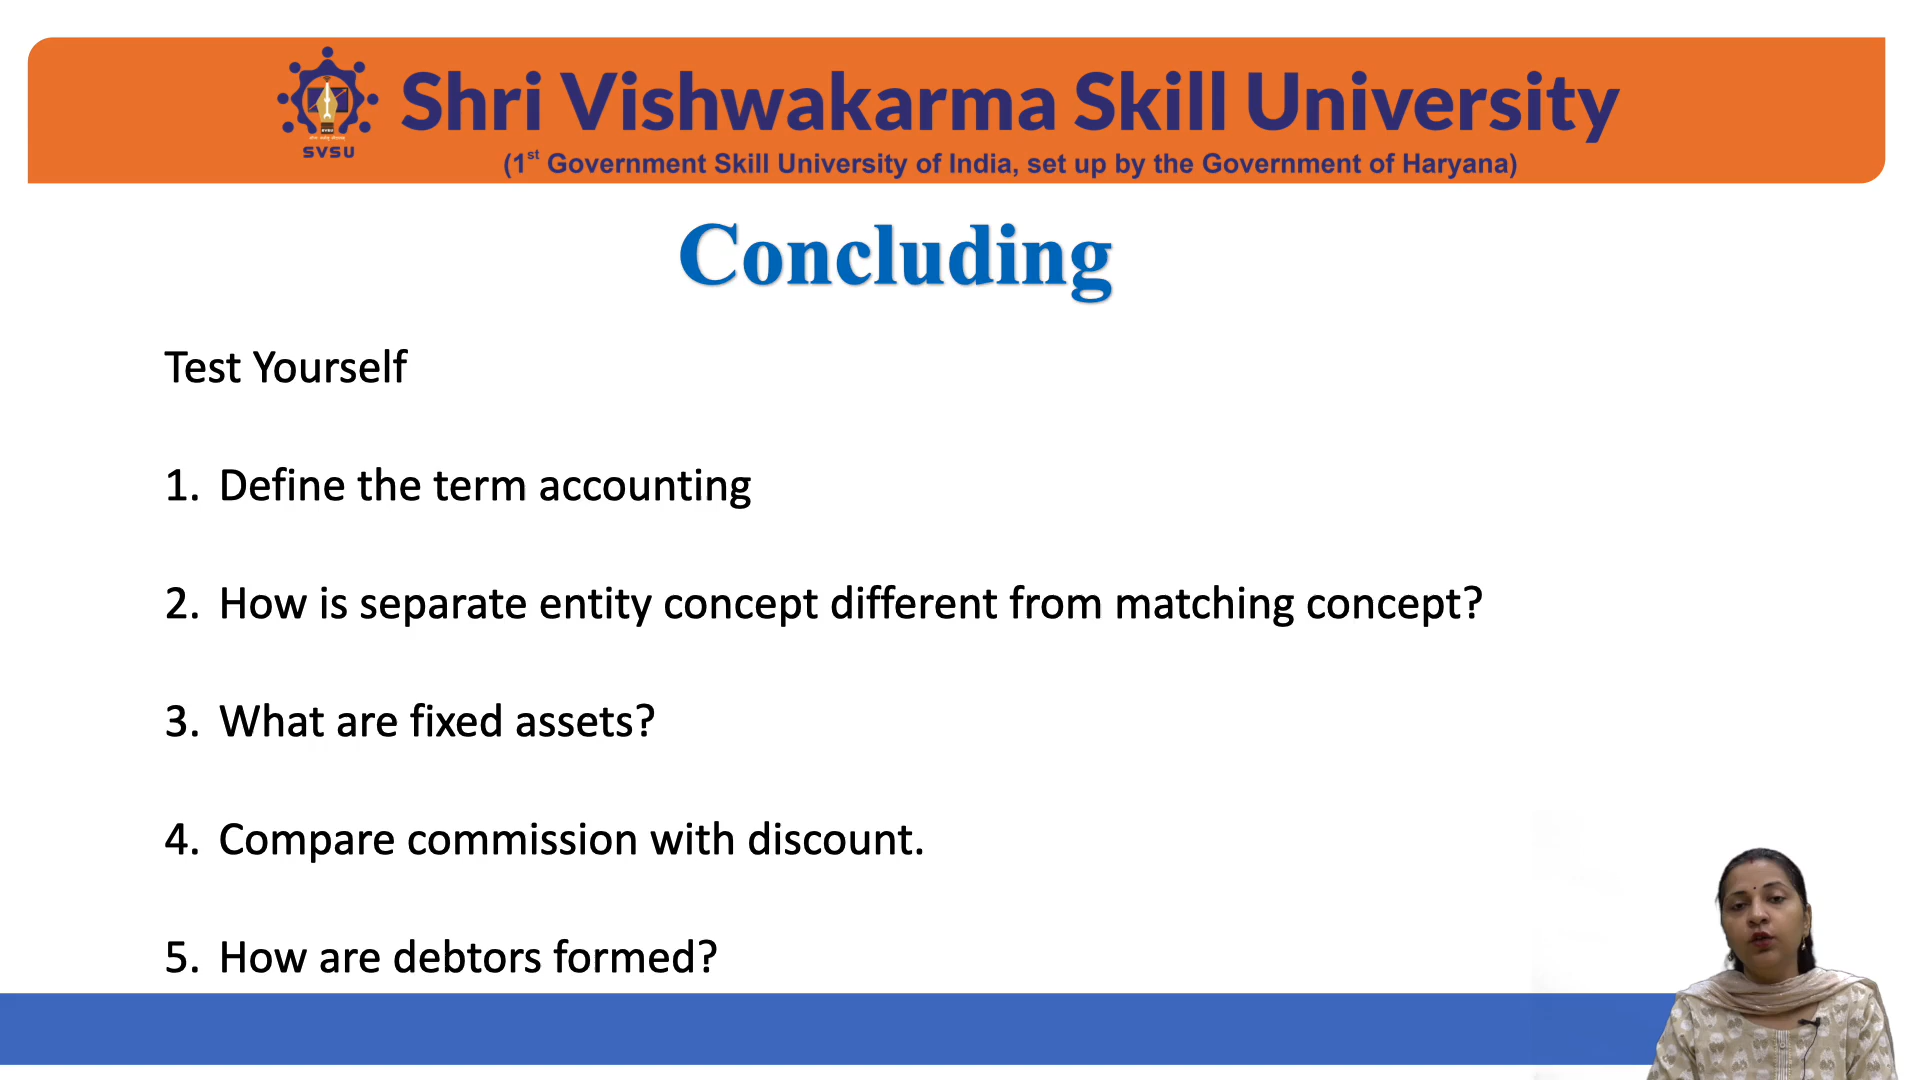 SVSU
Shri Vishwakarma Skill University
(1st Government Skill University of India, set up by the Government of Haryana)
Concluding
Test Yourself
1. Define the term accounting
2. How is separate entity concept different from matching concept?
3. What are fixed assets?
4. Compare commission with discount.
5. How are debtors formed?